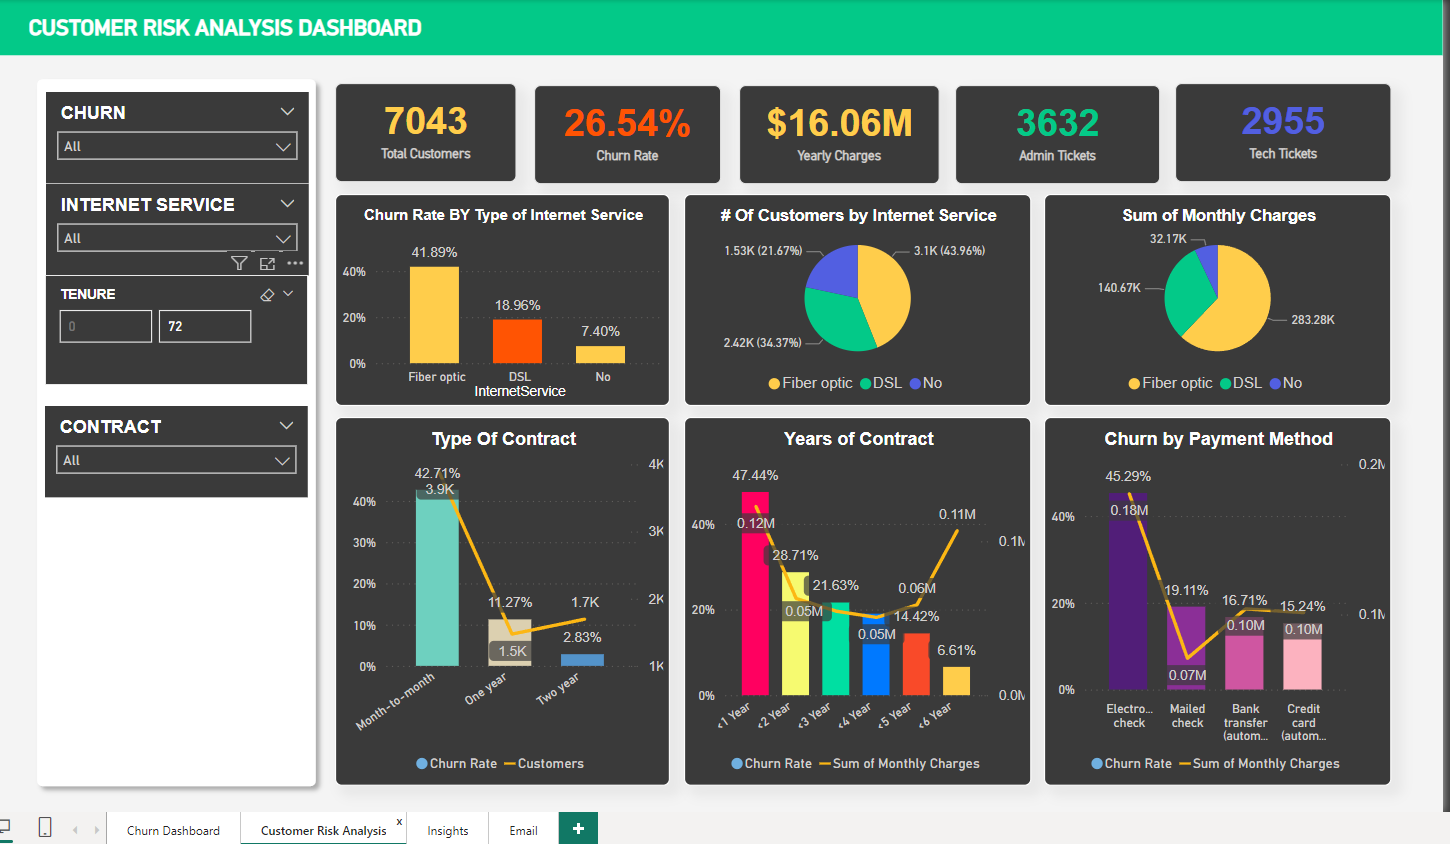 CUSTOMER RISK ANALYSIS DASHBOARD
CHURN
All
INTERNET SERVICE
All
TENURE
0
72
CONTRACT
All
7043
Total Customers
26.54%
Churn Rate
$16.06M
Yearly Charges
3632
Admin Tickets
2955
Tech Tickets
Churn Rate BY Type of Internet Service
41.89%
18.96%
7.40%
40%
20%
0%
Fiber optic
DSL
No
InternetService
# Of Customers by Internet Service
1.53K (21.67%)
3.1K (43.96%)
2.42K (34.37%)
Fiber optic DSL No
Sum of Monthly Charges
32.17K
140.67K
283.28K
Fiber optic DSL No
Type Of Contract
42.71%
3.9K
11.27%
1.5K
1.7K
2.83%
40%
30%
20%
10%
0%
4K
3K
2K
1K
Month-to-month
One year
Two year
Churn Rate Customers
Years of Contract
47.44%
0.12M
28.71%
0.05M
21.63%
0.05M
0.06M
14.42%
0.11M
6.61%
40%
20%
0%
0.1M
0.0M
<1 Year
<2 Year
<3 Year
<4 Year
<5 Year
<6 Year
Churn Rate Sum of Monthly Charges
Churn by Payment Method
45.29%
0.18M
19.11%
0.07M
16.71%
0.10M
15.24%
0.10M
40%
20%
0%
0.2M
0.1M
Electro...
check
Mailed
check
Bank
transfer
(autom...
Credit
card
(autom...
Churn Rate Sum of Monthly Charges
Churn Dashboard
Customer Risk Analysis
x
Insights
Email
+